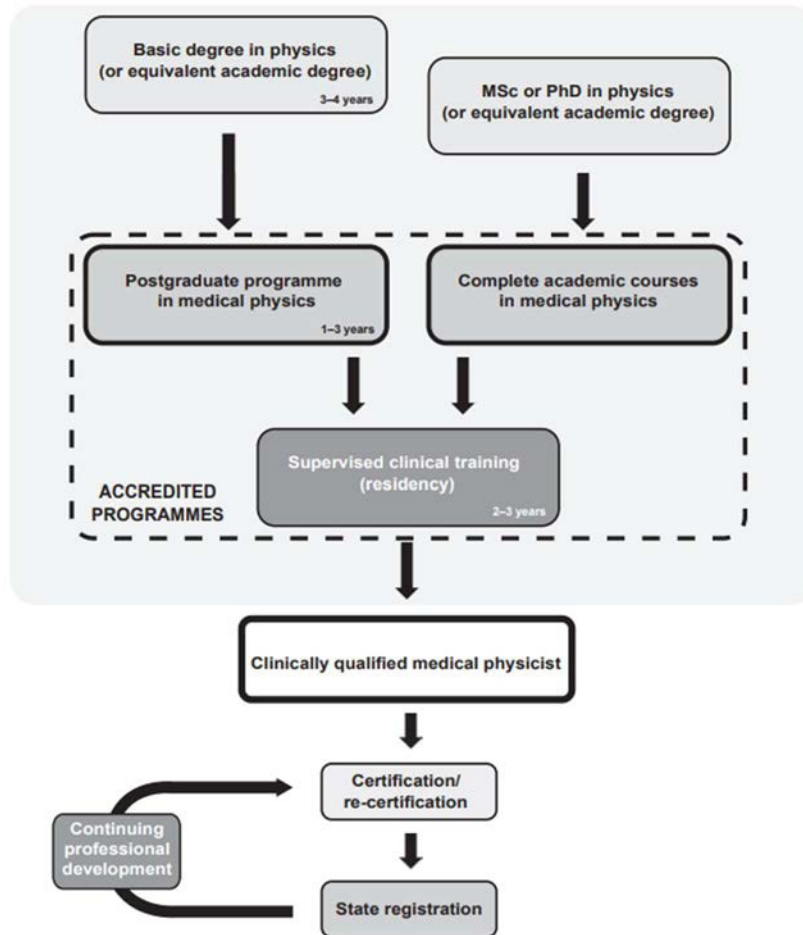 Basic degree in physics
(or equivalent academic degree)
3–4 years
MSc or PhD in physics
(or equivalent academic degree)
Postgraduate programme
in medical physics
1–3 years
Complete academic courses
in medical physics
Supervised clinical training
(residency)
2–3 years
ACCREDITED
PROGRAMMES
Clinically qualified medical physicist
Certification/
re-certification
Continuing
professional
development
State registration